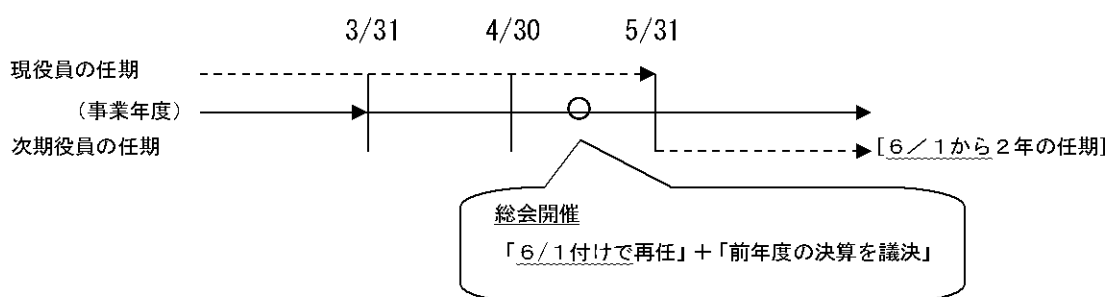 3/31 4/30 5/31
現役員の任期
(事業年度)
次期役員の任期 [6／1から2年の任期]
総会開催
「6/1付けで再任」＋「前年度の決算を議決」